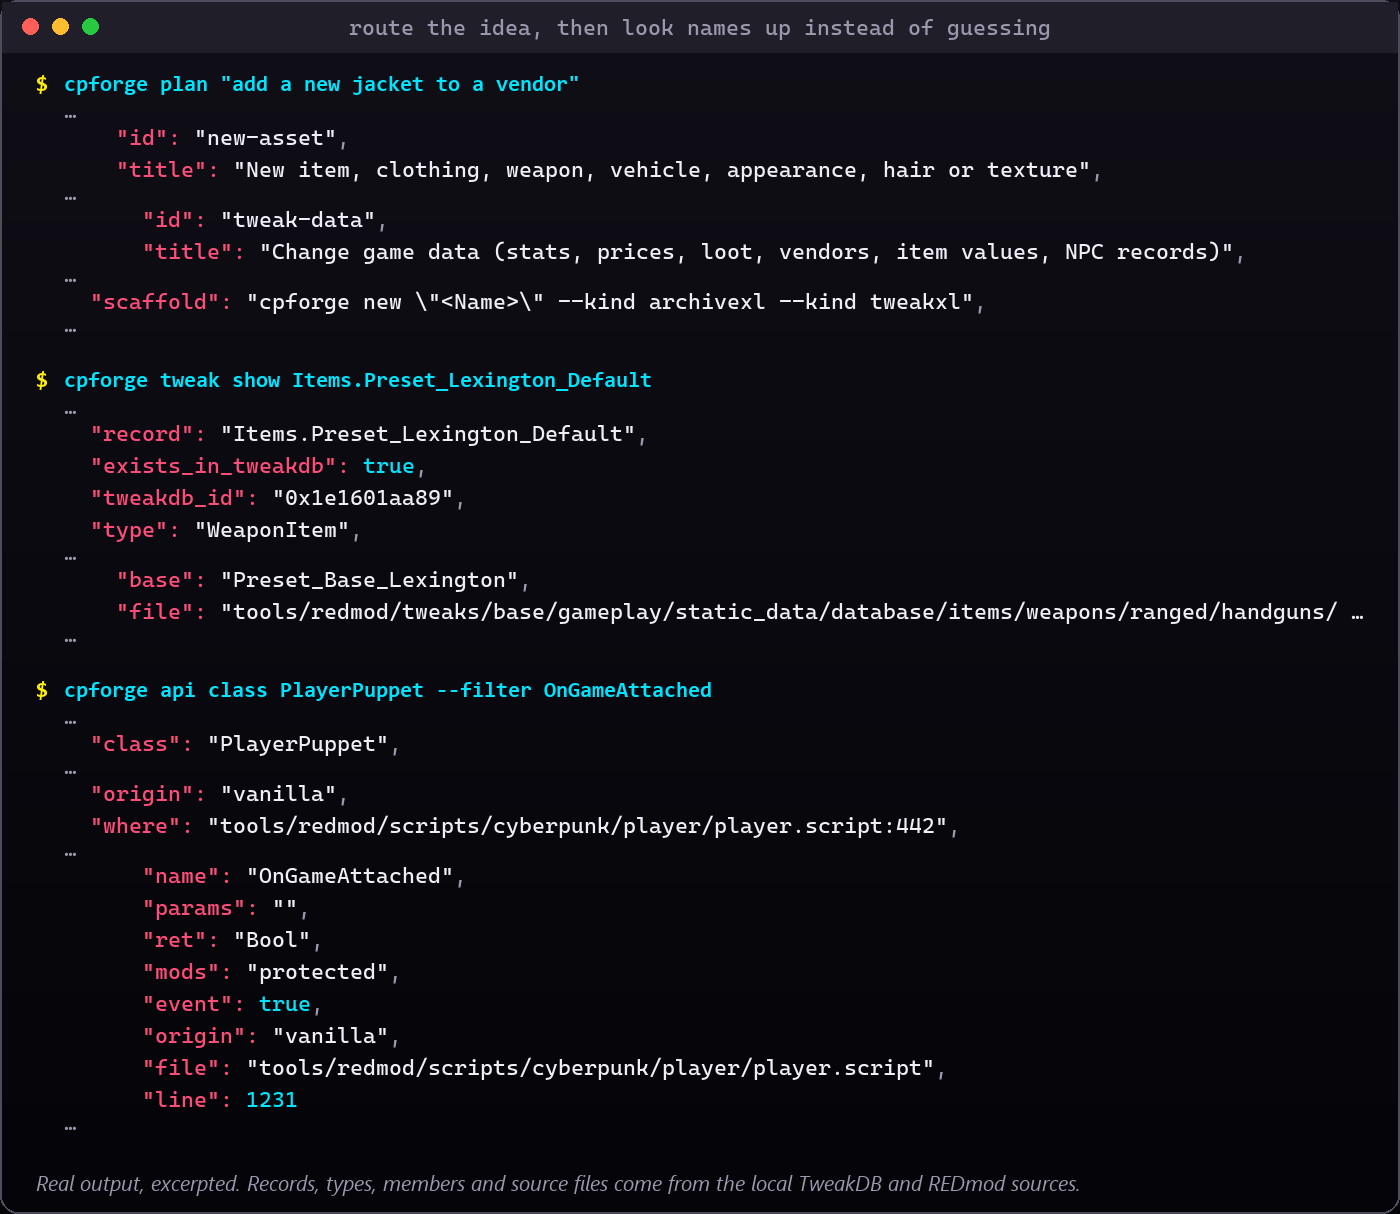 route the idea, then look names up instead of guessing
$ cpforge plan "add a new jacket to a vendor"
…
"id": "new-asset",
"title": "New item, clothing, weapon, vehicle, appearance, hair or texture",
…
"id": "tweak-data",
"title": "Change game data (stats, prices, loot, vendors, item values, NPC records)",
…
"scaffold": "cpforge new \"<Name>\" --kind archivexl --kind tweakxl",
…
$ cpforge tweak show Items.Preset_Lexington_Default
…
"record": "Items.Preset_Lexington_Default",
"exists_in_tweakdb": true,
"tweakdb_id": "0x1e1601aa89",
"type": "WeaponItem",
…
"base": "Preset_Base_Lexington",
"file": "tools/redmod/tweaks/base/gameplay/static_data/database/items/weapons/ranged/handguns/ …
…
$ cpforge api class PlayerPuppet --filter OnGameAttached
…
"class": "PlayerPuppet",
…
"origin": "vanilla",
"where": "tools/redmod/scripts/cyberpunk/player/player.script:442",
…
"name": "OnGameAttached",
"params": "",
"ret": "Bool",
"mods": "protected",
"event": true,
"origin": "vanilla",
"file": "tools/redmod/scripts/cyberpunk/player/player.script",
"line": 1231
…
Real output, excerpted. Records, types, members and source files come from the local TweakDB and REDmod sources.